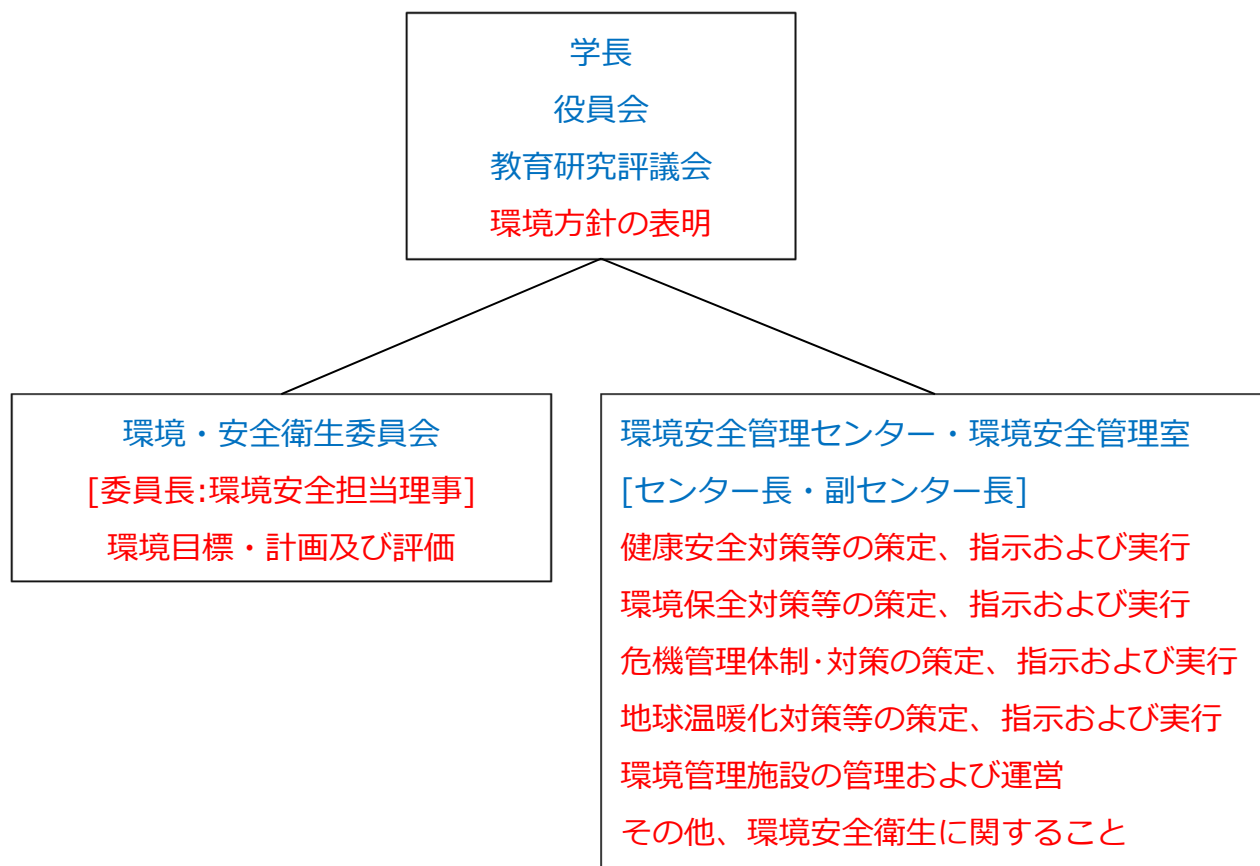 学長
役員会
教育研究評議会
環境方針の表明
環境・安全衛生委員会
[委員長:環境安全担当理事]
環境目標・計画及び評価
環境安全管理センター・環境安全管理室
[センター長・副センター長]
健康安全対策等の策定、指示および実行
環境保全対策等の策定、指示および実行
危機管理体制･対策の策定、指示および実行
地球温暖化対策等の策定、指示および実行
環境管理施設の管理および運営
その他、環境安全衛生に関すること